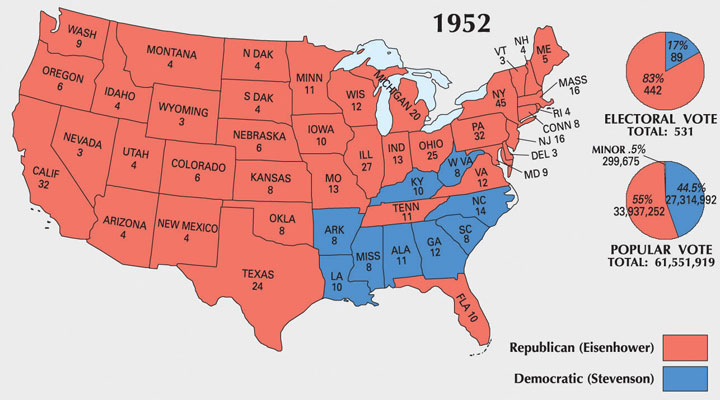 1952
WASH
9
OREGON
6
CALIF
32
NEVADA
3
IDAHO
4
MONTANA
4
WYOMING
3
UTAH
4
ARIZONA
4
COLORADO
6
NEW MEXICO
4
N DAK
4
S DAK
4
NEBRASKA
6
KANSAS
8
OKLA
8
TEXAS
24
MINN
11
IOWA
10
MO
13
ARK
8
LA
10
WIS
12
ILL
27
MICHIGAN 20
IND
13
OHIO
25
KY
10
TENN
11
MISS
8
ALA
11
GA
12
FLA 10
SC
8
NC
14
VA
12
W VA
8
PA
32
NY
45
VT
3
NH
4
ME
5
MASS
16
RI 4
CONN 8
NJ 16
DEL 3
MD 9
17%
89
83%
442
ELECTORAL VOTE
TOTAL: 531
MINOR .5%
299,675
55%
33,937,252
44.5%
27,314,992
POPULAR VOTE
TOTAL: 61,551,919
Republican (Eisenhower)
Democratic (Stevenson)